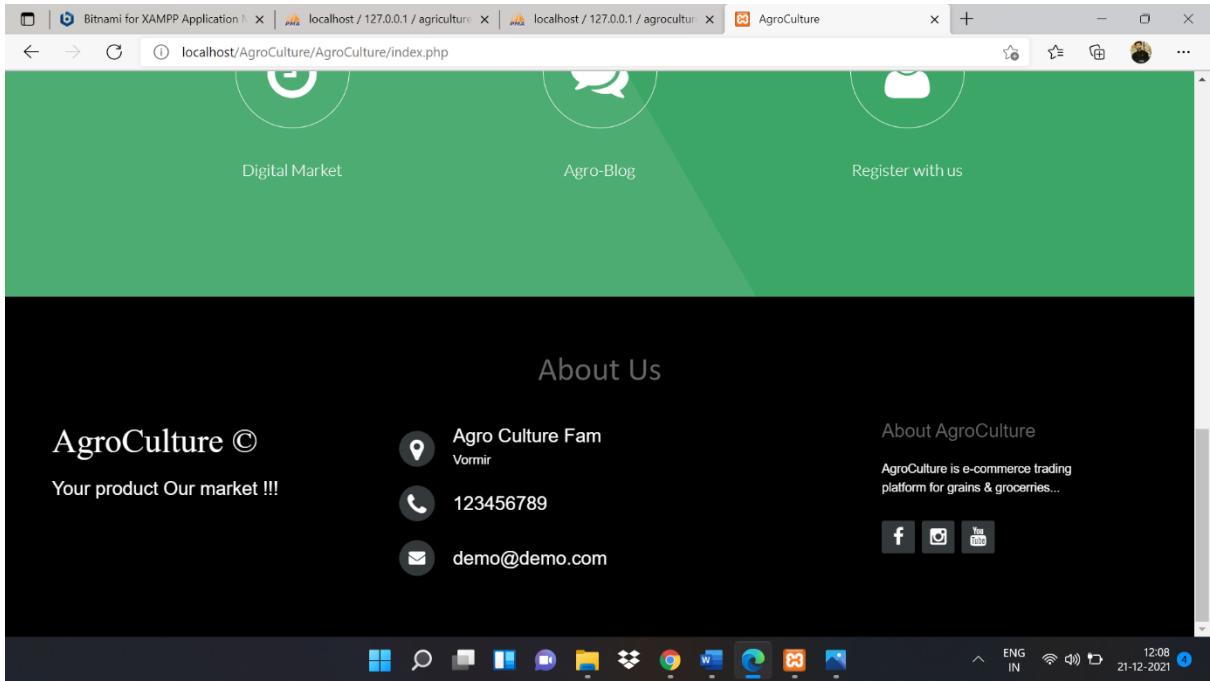 Bitnami for XAMPP Application
localhost / 127.0.0.1 / agriculture
localhost / 127.0.0.1 / agrocultur
AgroCulture
localhost/AgroCulture/AgroCulture/index.php
Digital Market
Agro-Blog
Register with us
About Us
AgroCulture ©
Your product Our market !!!
Agro Culture Fam
Vormir
123456789
demo@demo.com
About AgroCulture
AgroCulture is e-commerce trading
platform for grains & grocerries...
You
Tube
ENG
IN
12:08
21-12-2021
4